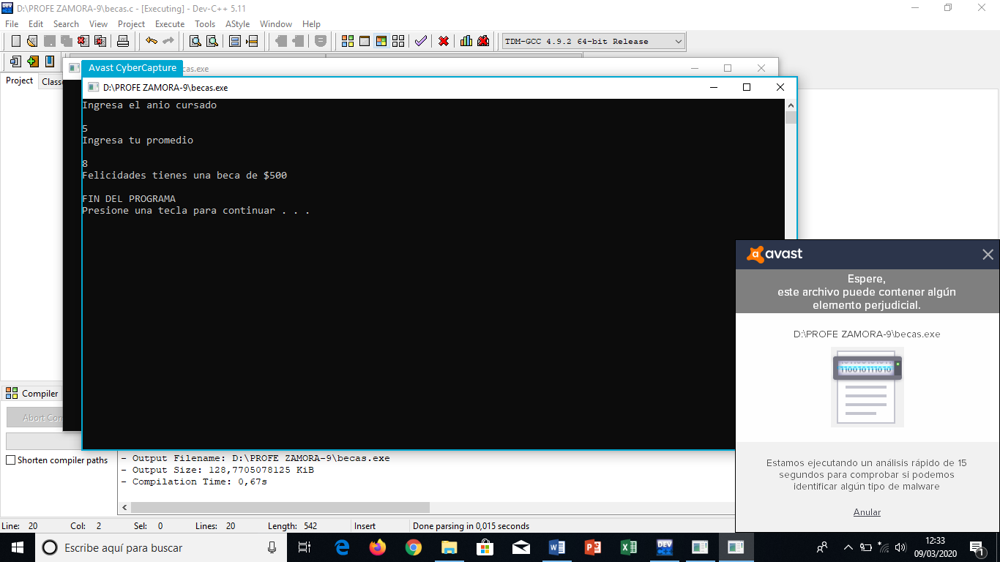 D:\PROFE ZAMORA-9\becas.c - [Executing] - Dev-C++ 5.11
File Edit Search View Project Execute Tools AStyle Window Help
TDM-GCC 4.9.2 64-bit Release
Project
Avast CyberCapture
cas.exe
D:\PROFE ZAMORA-9\becas.exe
Ingresa el anio cursado
5
Ingresa tu promedio
8
Felicidades tienes una beca de $500
FIN DEL PROGRAMA
Presione una tecla para continuar . . .
avast
Espere,
este archivo puede contener algún
elemento perjudicial.
D:\PROFE ZAMORA-9\becas.exe
110010111010
Estamos ejecutando un análisis rápido de 15
segundos para comprobar si podemos
identificar algún tipo de malware
Anular
Compiler
Abort Con
Shorten compiler paths
- Output Filename: D:\PROFE ZAMORA-9\becas.exe
- Output Size: 128,7705078125 KiB
- Compilation Time: 0,67s
Line: 20 Col: 2 Sel: 0 Lines: 20 Length: 542 Insert Done parsing in 0,015 seconds
Escribe aquí para buscar
DEV
12:33
09/03/2020
1